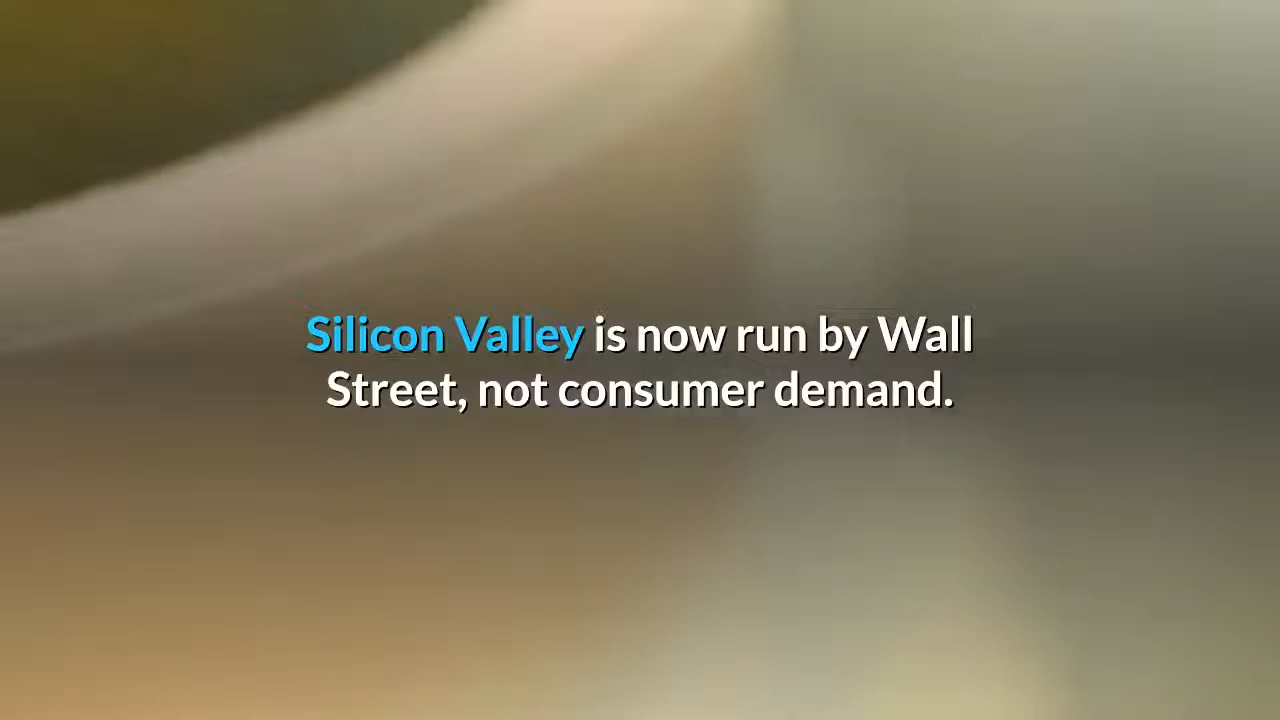 Silicon Valley is now run by Wall
Street, not consumer demand.